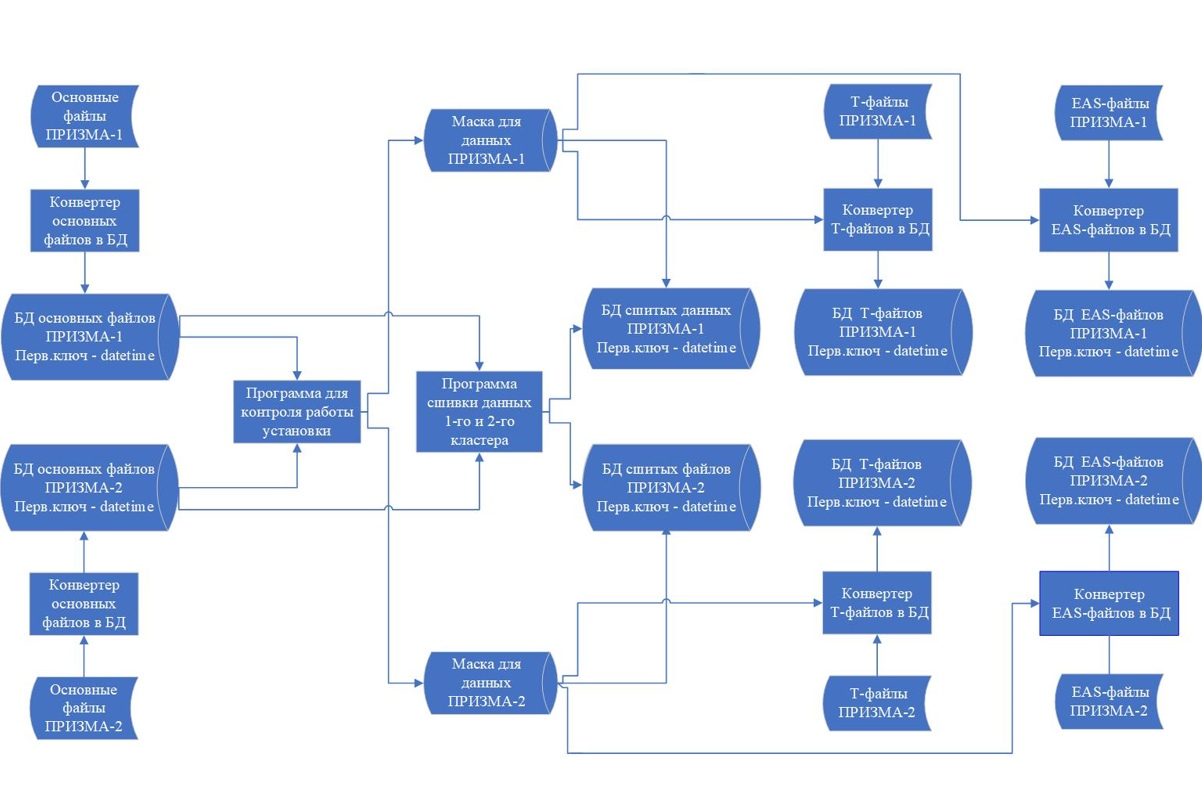 Основные
файлы
ПРИЗМА-1
Конвертер
основных
файлов в БД
БД основных файлов
ПРИЗМА-1
Перв.ключ - datetime
БД основных файлов
ПРИЗМА-2
Перв.ключ - datetime
Конвертер
основных
файлов в БД
Основные
файлы
ПРИЗМА-2
Программа для
контроля работы
установки
Маска для
данных
ПРИЗМА-1
Программа
сшивки данных
1-го и 2-го
кластера
Маска для
данных
ПРИЗМА-2
БД сшитых данных
ПРИЗМА-1
Перв.ключ - datetime
БД сшитых файлов
ПРИЗМА-2
Перв.ключ - datetime
Т-файлы
ПРИЗМА-1
Конвертер
Т-файлов в БД
БД Т-файлов
ПРИЗМА-1
Перв.ключ - datetime
БД Т-файлов
ПРИЗМА-2
Перв.ключ - datetime
Конвертер
Т-файлов в БД
Т-файлы
ПРИЗМА-2
EAS-файлы
ПРИЗМА-1
Конвертер
EAS-файлов в БД
БД EAS-файлов
ПРИЗМА-1
Перв.ключ - datetime
БД EAS-файлов
ПРИЗМА-2
Перв.ключ - datetime
Конвертер
EAS-файлов в БД
EAS-файлы
ПРИЗМА-2